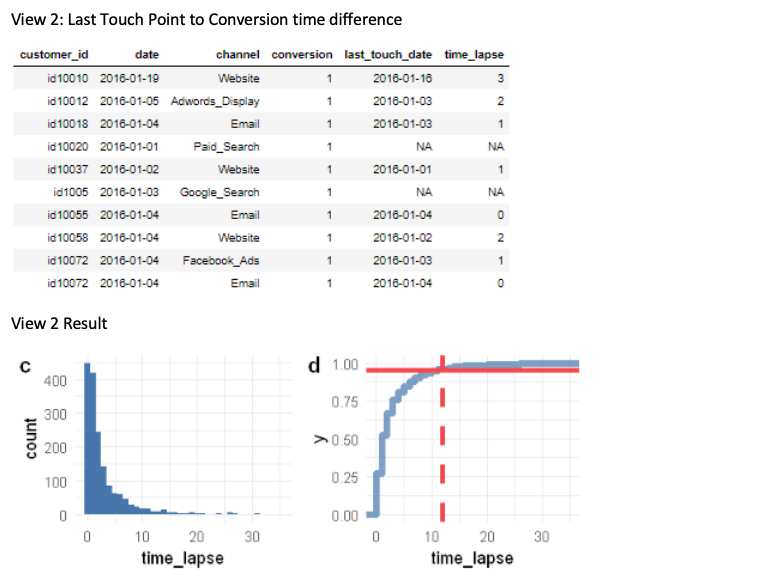 View 2: Last Touch Point to Conversion time difference
customer_id date channel conversion last_touch_date time_lapse
id10010 2016-01-19 Website 1 2016-01-16 3
id10012 2016-01-05 Adwords_Display 1 2016-01-03 2
id10018 2016-01-04 Email 1 2016-01-03 1
id10020 2016-01-01 Paid_Search 1 NA NA
id10037 2016-01-02 Website 1 2016-01-01 1
id1005 2016-01-03 Google_Search 1 NA NA
id10055 2016-01-04 Email 1 2016-01-04 0
id10058 2016-01-04 Website 1 2016-01-02 2
id10072 2016-01-04 Facebook_Ads 1 2016-01-03 1
id10072 2016-01-04 Email 1 2016-01-04 0
View 2 Result
c
400
300
200
100
0
count
0 10 20 30
time_lapse
d
1.00
0.75
0.50
0.25
0.00
y
0 10 20 30
time_lapse